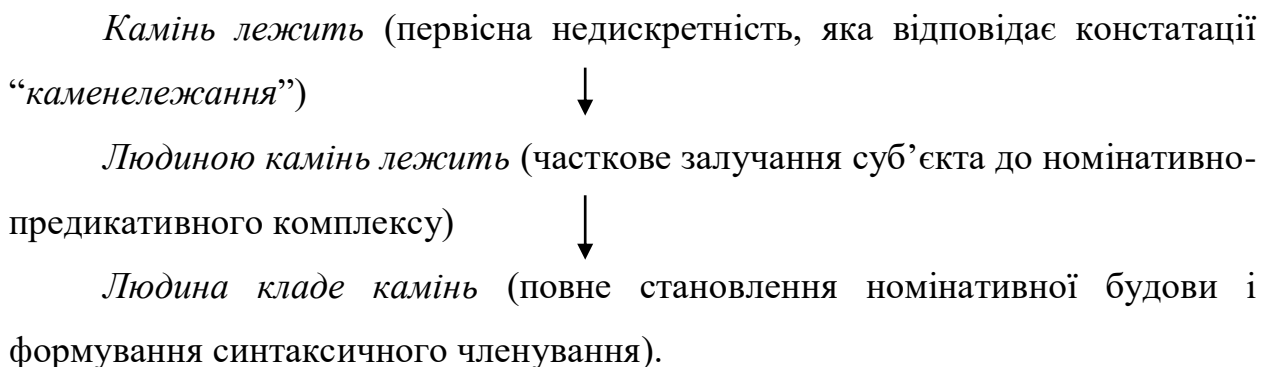 Камінь лежить (первісна недискретність, яка відповідає констатації
“каменележання”)
Людиною камінь лежить (часткове залучання суб’єкта до номінативно-
предикативного комплексу)
Людина кладе камінь (повне становлення номінативної будови і
формування синтаксичного членування).